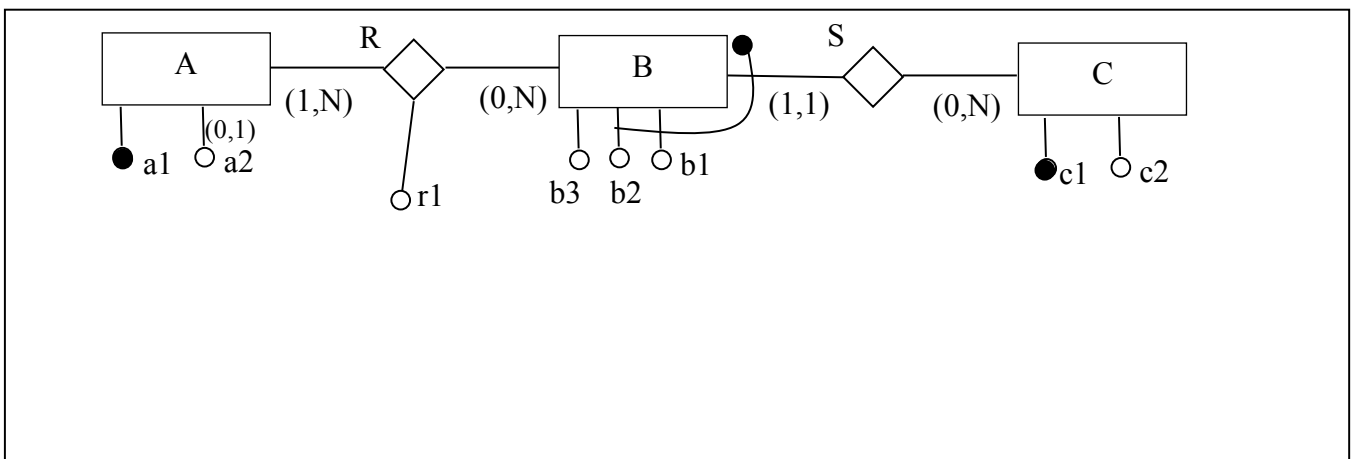 R
S
A
B
C
(1,N)
(0,N)
(1,1)
(0,N)
(0,1)
a1
a2
r1
b3
b2
b1
c1
c2